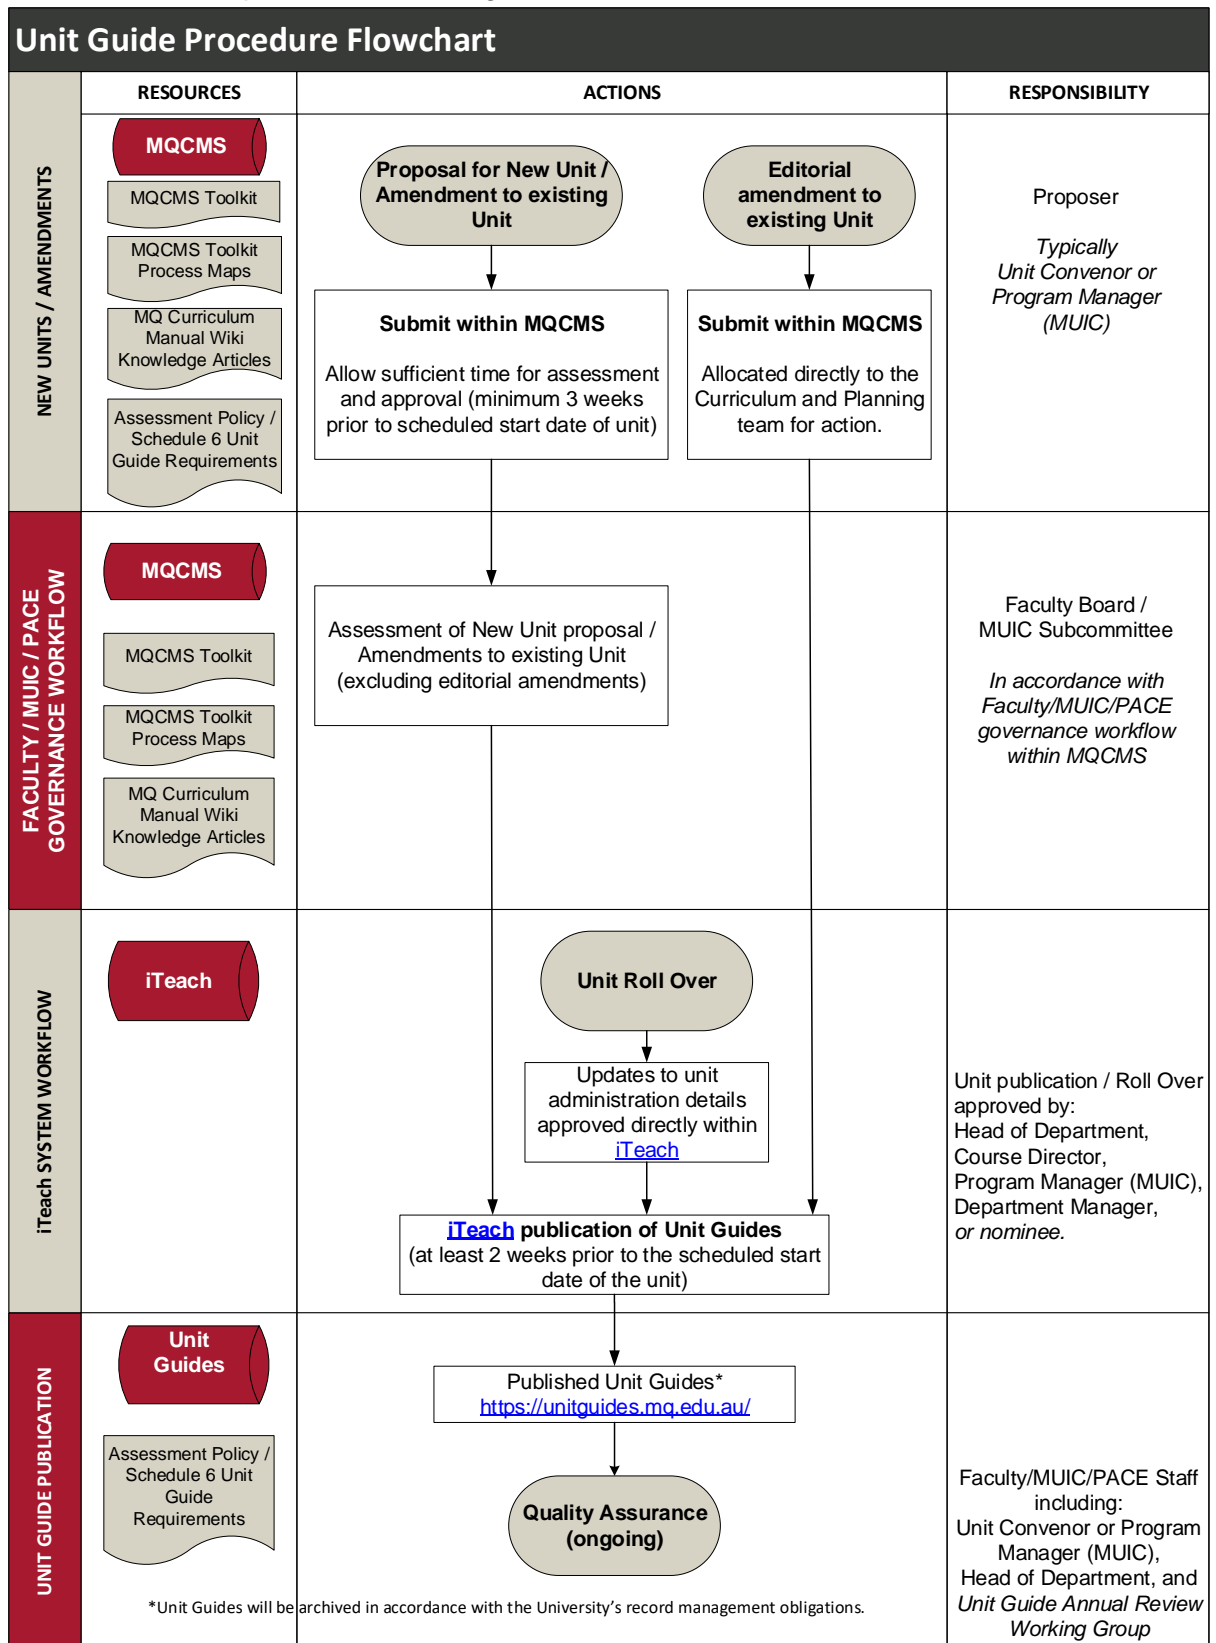 Unit Guide Procedure Flowchart
RESOURCES
ACTIONS
RESPONSIBILITY
NEW UNITS / AMENDMENTS
MQCMS
MQCMS Toolkit
MQCMS Toolkit
Process Maps
MQ Curriculum
Manual Wiki
Knowledge Articles
Assessment Policy /
Schedule 6 Unit
Guide Requirements
Proposal for New Unit /
Amendment to existing
Unit
Editorial
amendment to
existing Unit
Submit within MQCMS
Allow sufficient time for assessment
and approval (minimum 3 weeks
prior to scheduled start date of unit)
Submit within MQCMS
Allocated directly to the
Curriculum and Planning
team for action.
Proposer
Typically
Unit Convenor or
Program Manager
(MUIC)
FACULTY / MUIC / PACE
GOVERNANCE WORKFLOW
MQCMS
MQCMS Toolkit
MQCMS Toolkit
Process Maps
MQ Curriculum
Manual Wiki
Knowledge Articles
Assessment of New Unit proposal /
Amendments to existing Unit
(excluding editorial amendments)
Faculty Board /
MUIC Subcommittee
In accordance with
Faculty/MUIC/PACE
governance workflow
within MQCMS
iTeach SYSTEM WORKFLOW
iTeach
Unit Roll Over
Updates to unit
administration details
approved directly within
iTeach
iTeach publication of Unit Guides
(at least 2 weeks prior to the scheduled start
date of the unit)
Unit publication / Roll Over
approved by:
Head of Department,
Course Director,
Program Manager (MUIC),
Department Manager,
or nominee.
UNIT GUIDE PUBLICATION
Unit
Guides
Assessment Policy /
Schedule 6 Unit
Guide
Requirements
Published Unit Guides*
https://unitguides.mq.edu.au/
Quality Assurance
(ongoing)
Faculty/MUIC/PACE Staff
including:
Unit Convenor or Program
Manager (MUIC),
Head of Department, and
Unit Guide Annual Review
Working Group
*Unit Guides will be archived in accordance with the University's record management obligations.